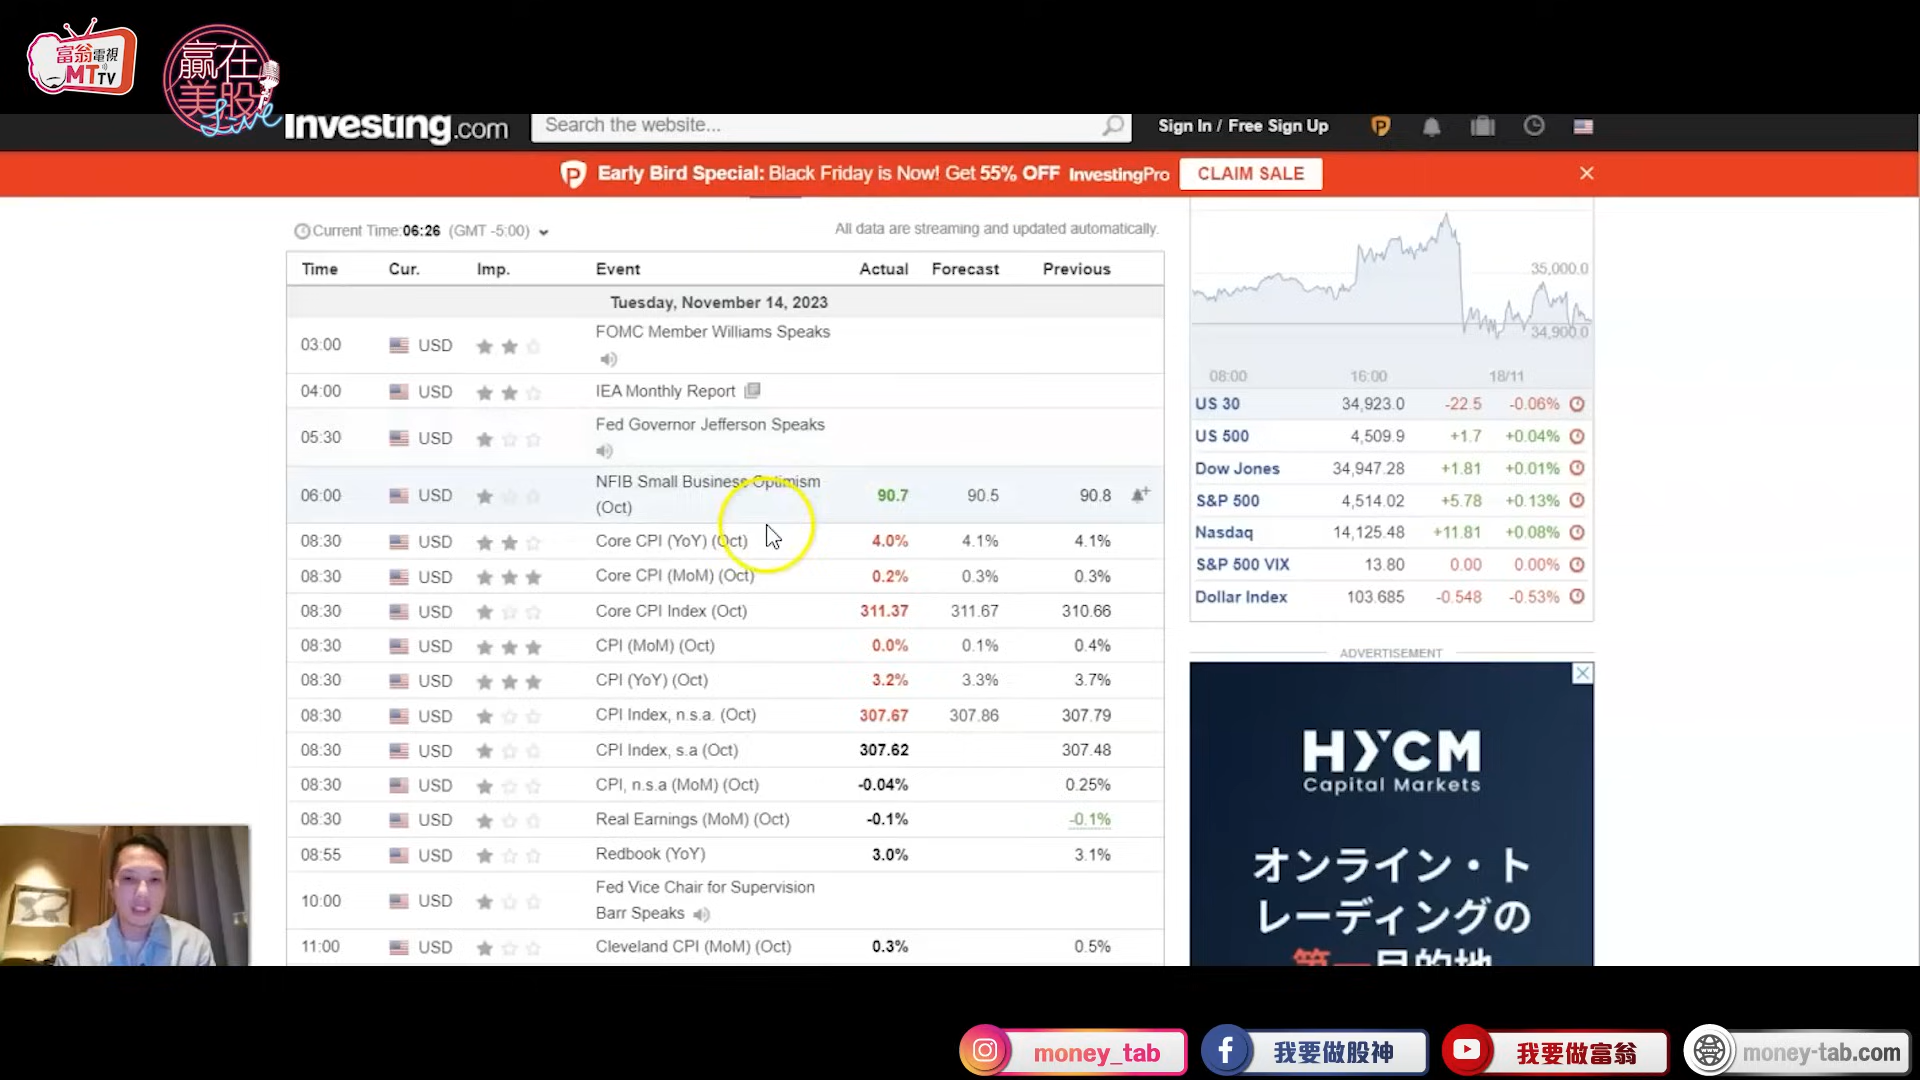 富翁電視
MTTV
贏在
美股
Live
Investing.com
Search the website...
Sign In / Free Sign Up
Early Bird Special: Black Friday is Now! Get 55% OFF InvestingPro
CLAIM SALE
Current Time:06:26 (GMT -5:00)
All data are streaming and updated automatically.
Time Cur. Imp. Event Actual Forecast Previous
Tuesday, November 14, 2023
03:00 USD FOMC Member Williams Speaks
04:00 USD IEA Monthly Report
05:30 USD Fed Governor Jefferson Speaks
06:00 USD NFIB Small Business Optimism (Oct) 90.7 90.5 90.8
08:30 USD Core CPI (YoY) (Oct) 4.0% 4.1% 4.1%
08:30 USD Core CPI (MoM) (Oct) 0.2% 0.3% 0.3%
08:30 USD Core CPI Index (Oct) 311.37 311.67 310.66
08:30 USD CPI (MoM) (Oct) 0.0% 0.1% 0.4%
08:30 USD CPI (YoY) (Oct) 3.2% 3.3% 3.7%
08:30 USD CPI Index, n.s.a. (Oct) 307.67 307.86 307.79
08:30 USD CPI Index, s.a (Oct) 307.62 307.48
08:30 USD CPI, n.s.a (MoM) (Oct) -0.04% 0.25%
08:30 USD Real Earnings (MoM) (Oct) -0.1% -0.1%
08:55 USD Redbook (YoY) 3.0% 3.1%
10:00 USD Fed Vice Chair for Supervision Barr Speaks
11:00 USD Cleveland CPI (MoM) (Oct) 0.3% 0.5%
35,000.0
34,900.0
08:00 16:00 18/11
US 30 34,923.0 -22.5 -0.06%
US 500 4,509.9 +1.7 +0.04%
Dow Jones 34,947.28 +1.81 +0.01%
S&P 500 4,514.02 +5.78 +0.13%
Nasdaq 14,125.48 +11.81 +0.08%
S&P 500 VIX 13.80 0.00 0.00%
Dollar Index 103.685 -0.548 -0.53%
ADVERTISEMENT
HYCM
Capital Markets
オンライン・ト
レーディングの
第一目的地
money_tab
我要做股神
我要做富翁
money-tab.com